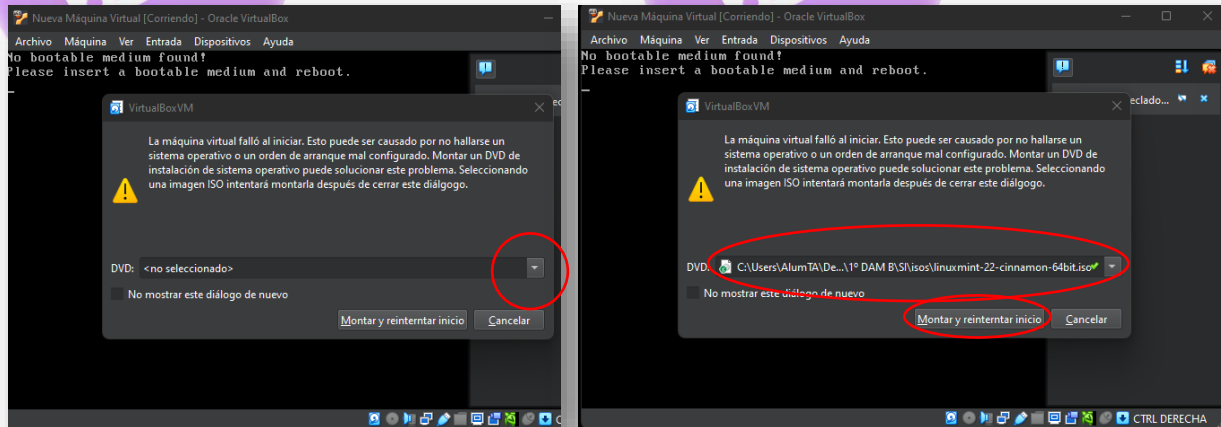 Nueva Máquina Virtual [Corriendo] - Oracle VirtualBox
Archivo Máquina Ver Entrada Dispositivos Ayuda
No bootable medium found!
Please insert a bootable medium and reboot.
VirtualBoxVM
La máquina virtual falló al iniciar. Esto puede ser causado por no hallarse un
sistema operativo o un orden de arranque mal configurado. Montar un DVD de
instalación de sistema operativo puede solucionar este problema. Seleccionando
una imagen ISO intentará montarla después de cerrar este diálgogo.
DVD: <no seleccionado>
No mostrar este diálogo de nuevo
Montar y reinterntar inicio Cancelar
Nueva Máquina Virtual [Corriendo] - Oracle VirtualBox
Archivo Máquina Ver Entrada Dispositivos Ayuda
No bootable medium found!
Please insert a bootable medium and reboot.
eclado...
VirtualBoxVM
La máquina virtual falló al iniciar. Esto puede ser causado por no hallarse un
sistema operativo o un orden de arranque mal configurado. Montar un DVD de
instalación de sistema operativo puede solucionar este problema. Seleccionando
una imagen ISO intentará montarla después de cerrar este diálgogo.
DVD: C:\Users\AlumTA\De...\1º DAM B\SI\isos\linuxmint-22-cinnamon-64bit.iso
No mostrar este diálogo de nuevo
Montar y reinterntar inicio Cancelar
CTRL DERECHA